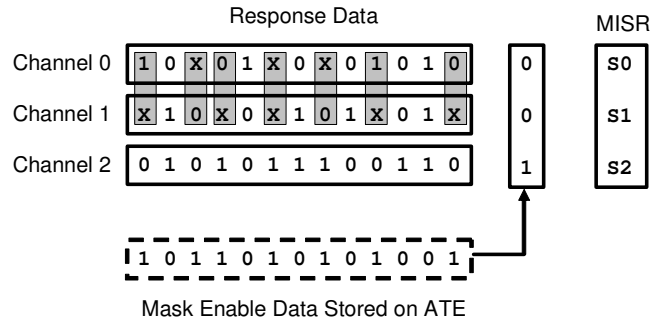 Response Data MISR
Channel 0 1 0 X 0 1 X 0 X 0 1 0 1 0 0 S0
Channel 1 X 1 0 X 0 X 1 0 1 X 0 1 X 0 S1
Channel 2 0 1 0 1 0 1 1 1 0 0 1 1 0 1 S2
1 0 1 1 0 1 0 1 0 1 0 0 1
Mask Enable Data Stored on ATE